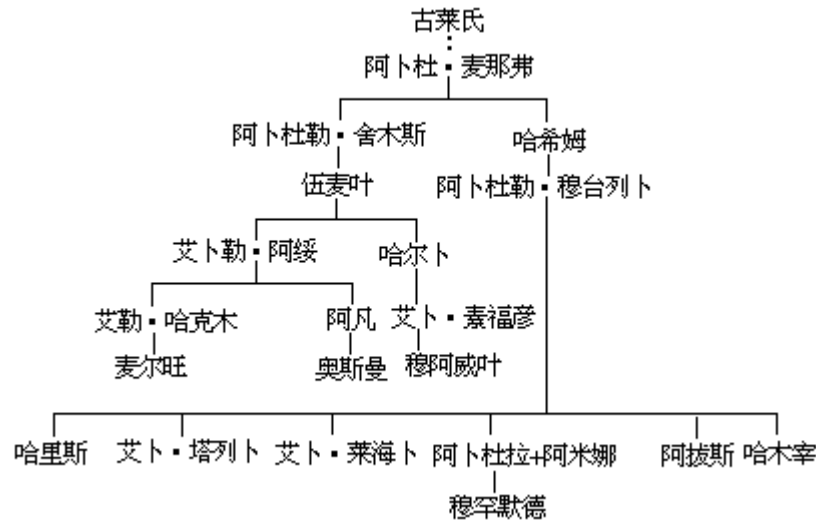 古莱氏
阿卜杜·麦那弗
阿卜杜勒·舍木斯
哈希姆
伍麦叶
阿卜杜勒·穆台列卜
艾卜勒·阿绥
哈尔卜
艾勒·哈克木
阿凡
艾卜·素福彦
麦尔旺
奥斯曼
穆阿威叶
哈里斯
艾卜·塔列卜
艾卜·莱海卜
阿卜杜拉+阿米娜
阿拔斯
哈木宰
穆罕默德